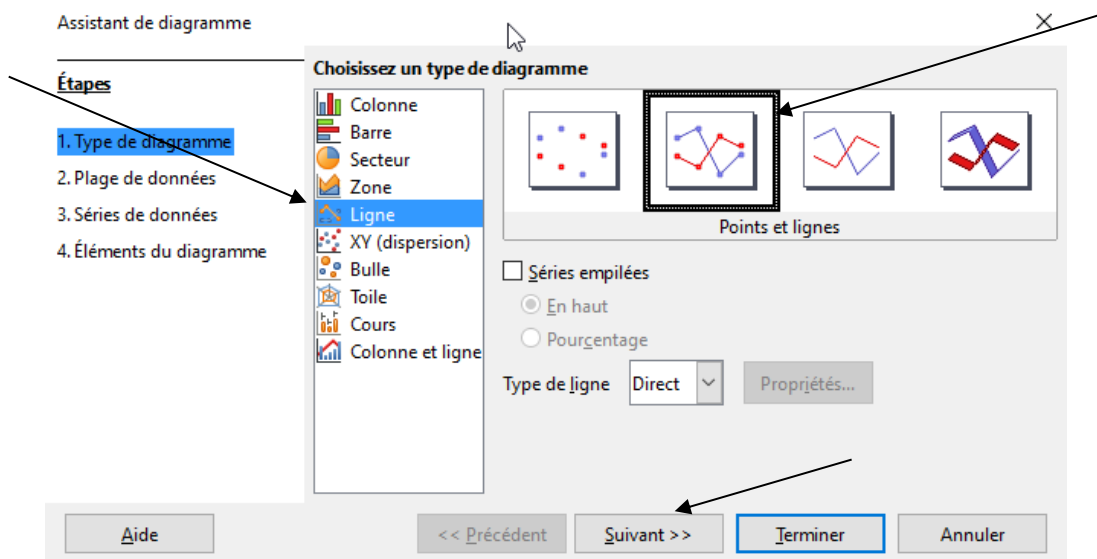 Assistant de diagramme
Étapes
1. Type de diagramme
2. Plage de données
3. Séries de données
4. Éléments du diagramme
Choisissez un type de diagramme
Colonne
Barre
Secteur
Zone
Ligne
XY (dispersion)
Bulle
Toile
Cours
Colonne et ligne
Points et lignes
Séries empilées
En haut
Pourcentage
Type de ligne Direct Propriétés...
Aide << Précédent Suivant >> Terminer Annuler